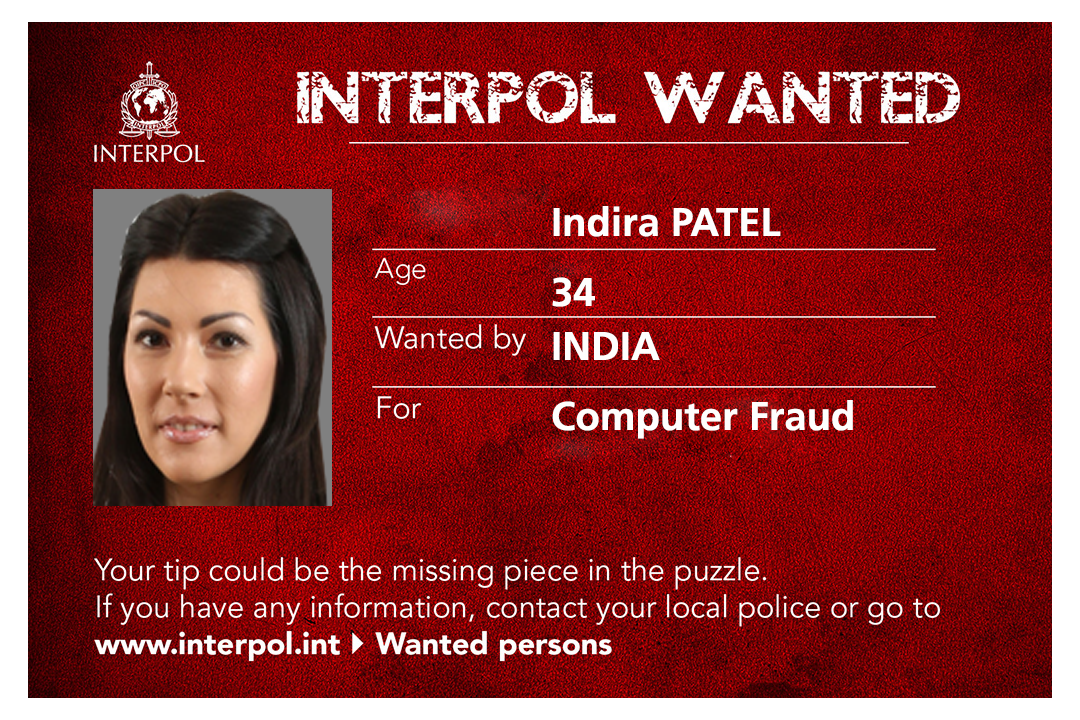 INTERPOL WANTED
INTERPOL
Indira PATEL
Age
34
Wanted by INDIA
For
Computer Fraud
Your tip could be the missing piece in the puzzle.
If you have any information, contact your local police or go to
www.interpol.int ▶ Wanted persons